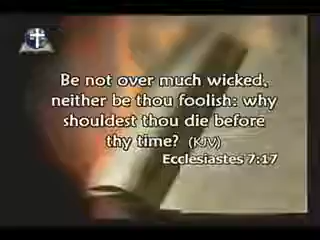 Be not over much wicked,
neither be thou foolish: why
shouldest thou die before
thy time? (KJV)
Ecclesiastes 7:17